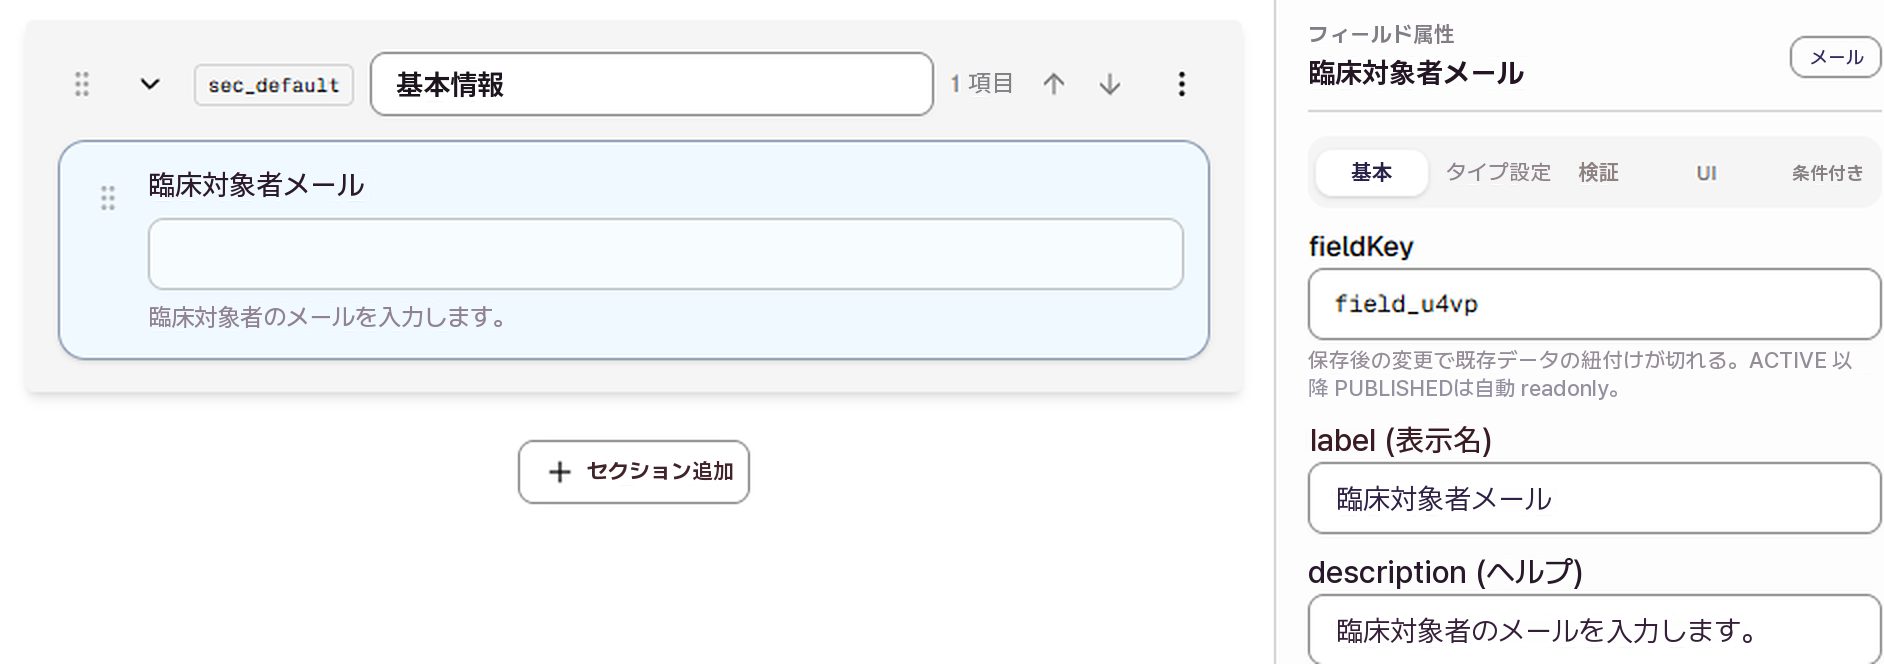 sec_default
基本情報
1 項目
臨床対象者メール
臨床対象者のメールを入力します。
セクション追加
フィールド属性
臨床対象者メール
メール
基本 タイプ設定 検証 UI 条件付き
fieldKey
field_u4vp
保存後の変更で既存データの紐付けが切れる。ACTIVE 以
降 PUBLISHEDは自動 readonly。
label (表示名)
臨床対象者メール
description (ヘルプ)
臨床対象者のメールを入力します。